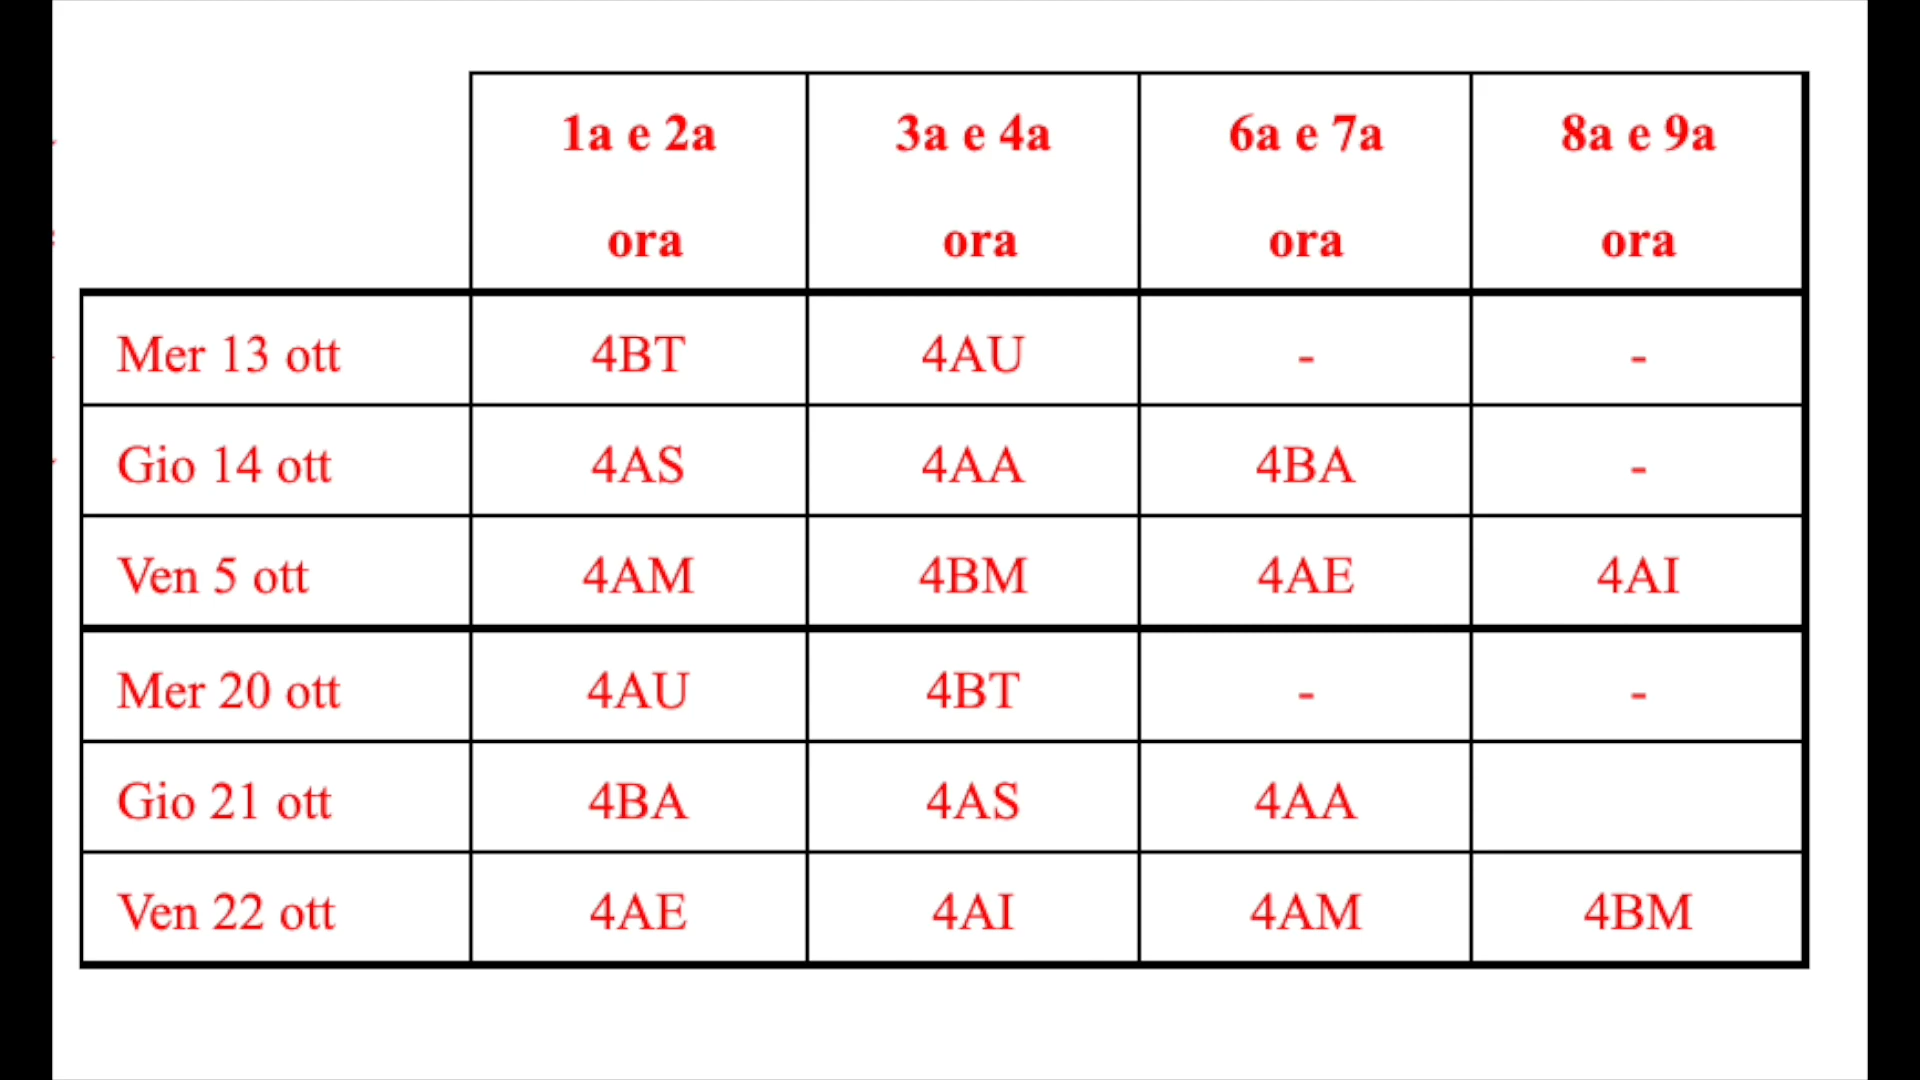 1a e 2a ora 3a e 4a ora 6a e 7a ora 8a e 9a ora
Mer 13 ott 4BT 4AU - -
Gio 14 ott 4AS 4AA 4BA -
Ven 5 ott 4AM 4BM 4AE 4AI
Mer 20 ott 4AU 4BT - -
Gio 21 ott 4BA 4AS 4AA
Ven 22 ott 4AE 4AI 4AM 4BM